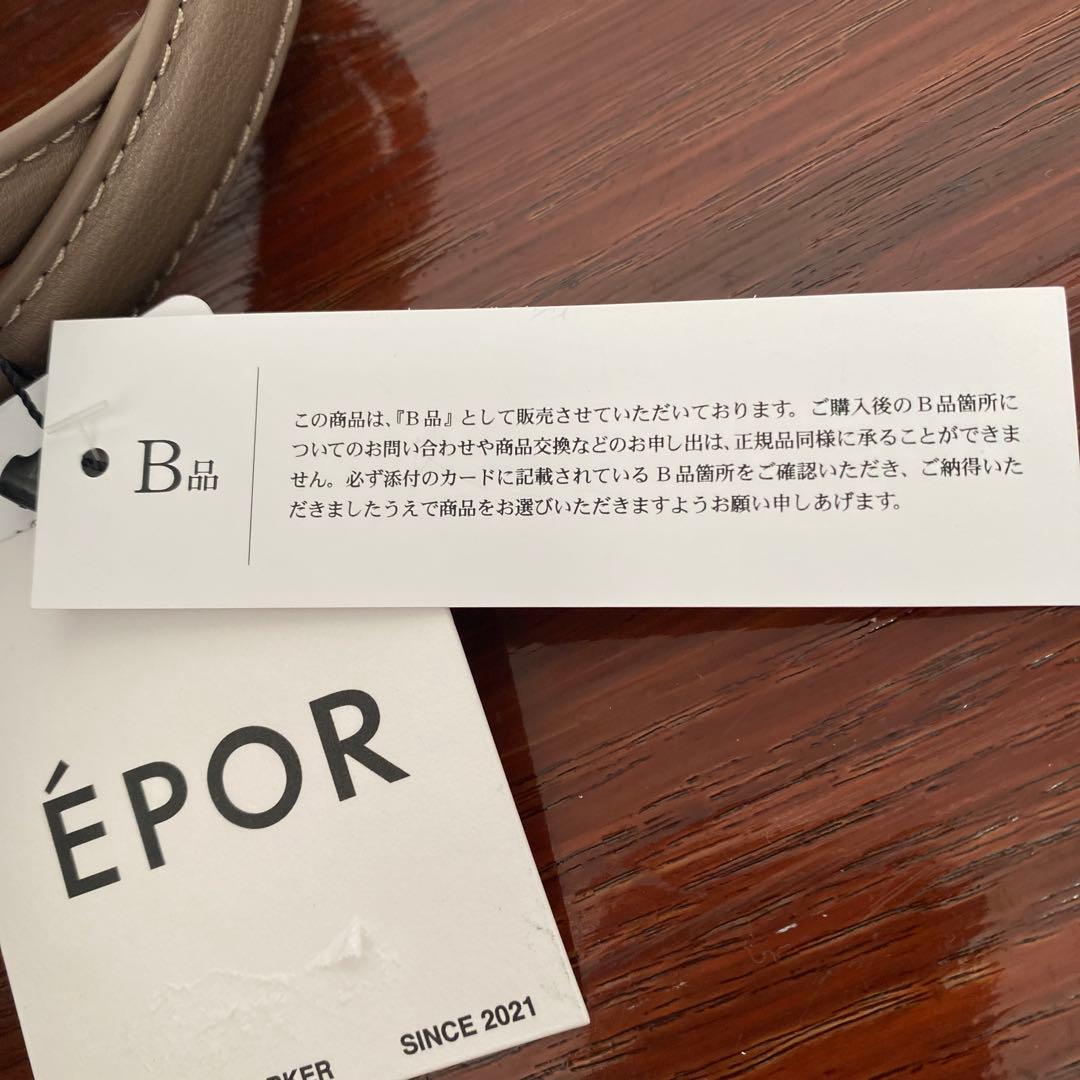 B品
この商品は、『B品』として販売させていただいております。ご購入後のB品箇所に
ついてのお問い合わせや商品交換などのお申し出は、正規品同様に承ることができま
せん。必ず添付のカードに記載されているB品箇所をご確認いただき、ご納得いた
だきましたうえで商品をお選びいただきますようお願い申しあげます。
ÉPOR
SINCE 2021